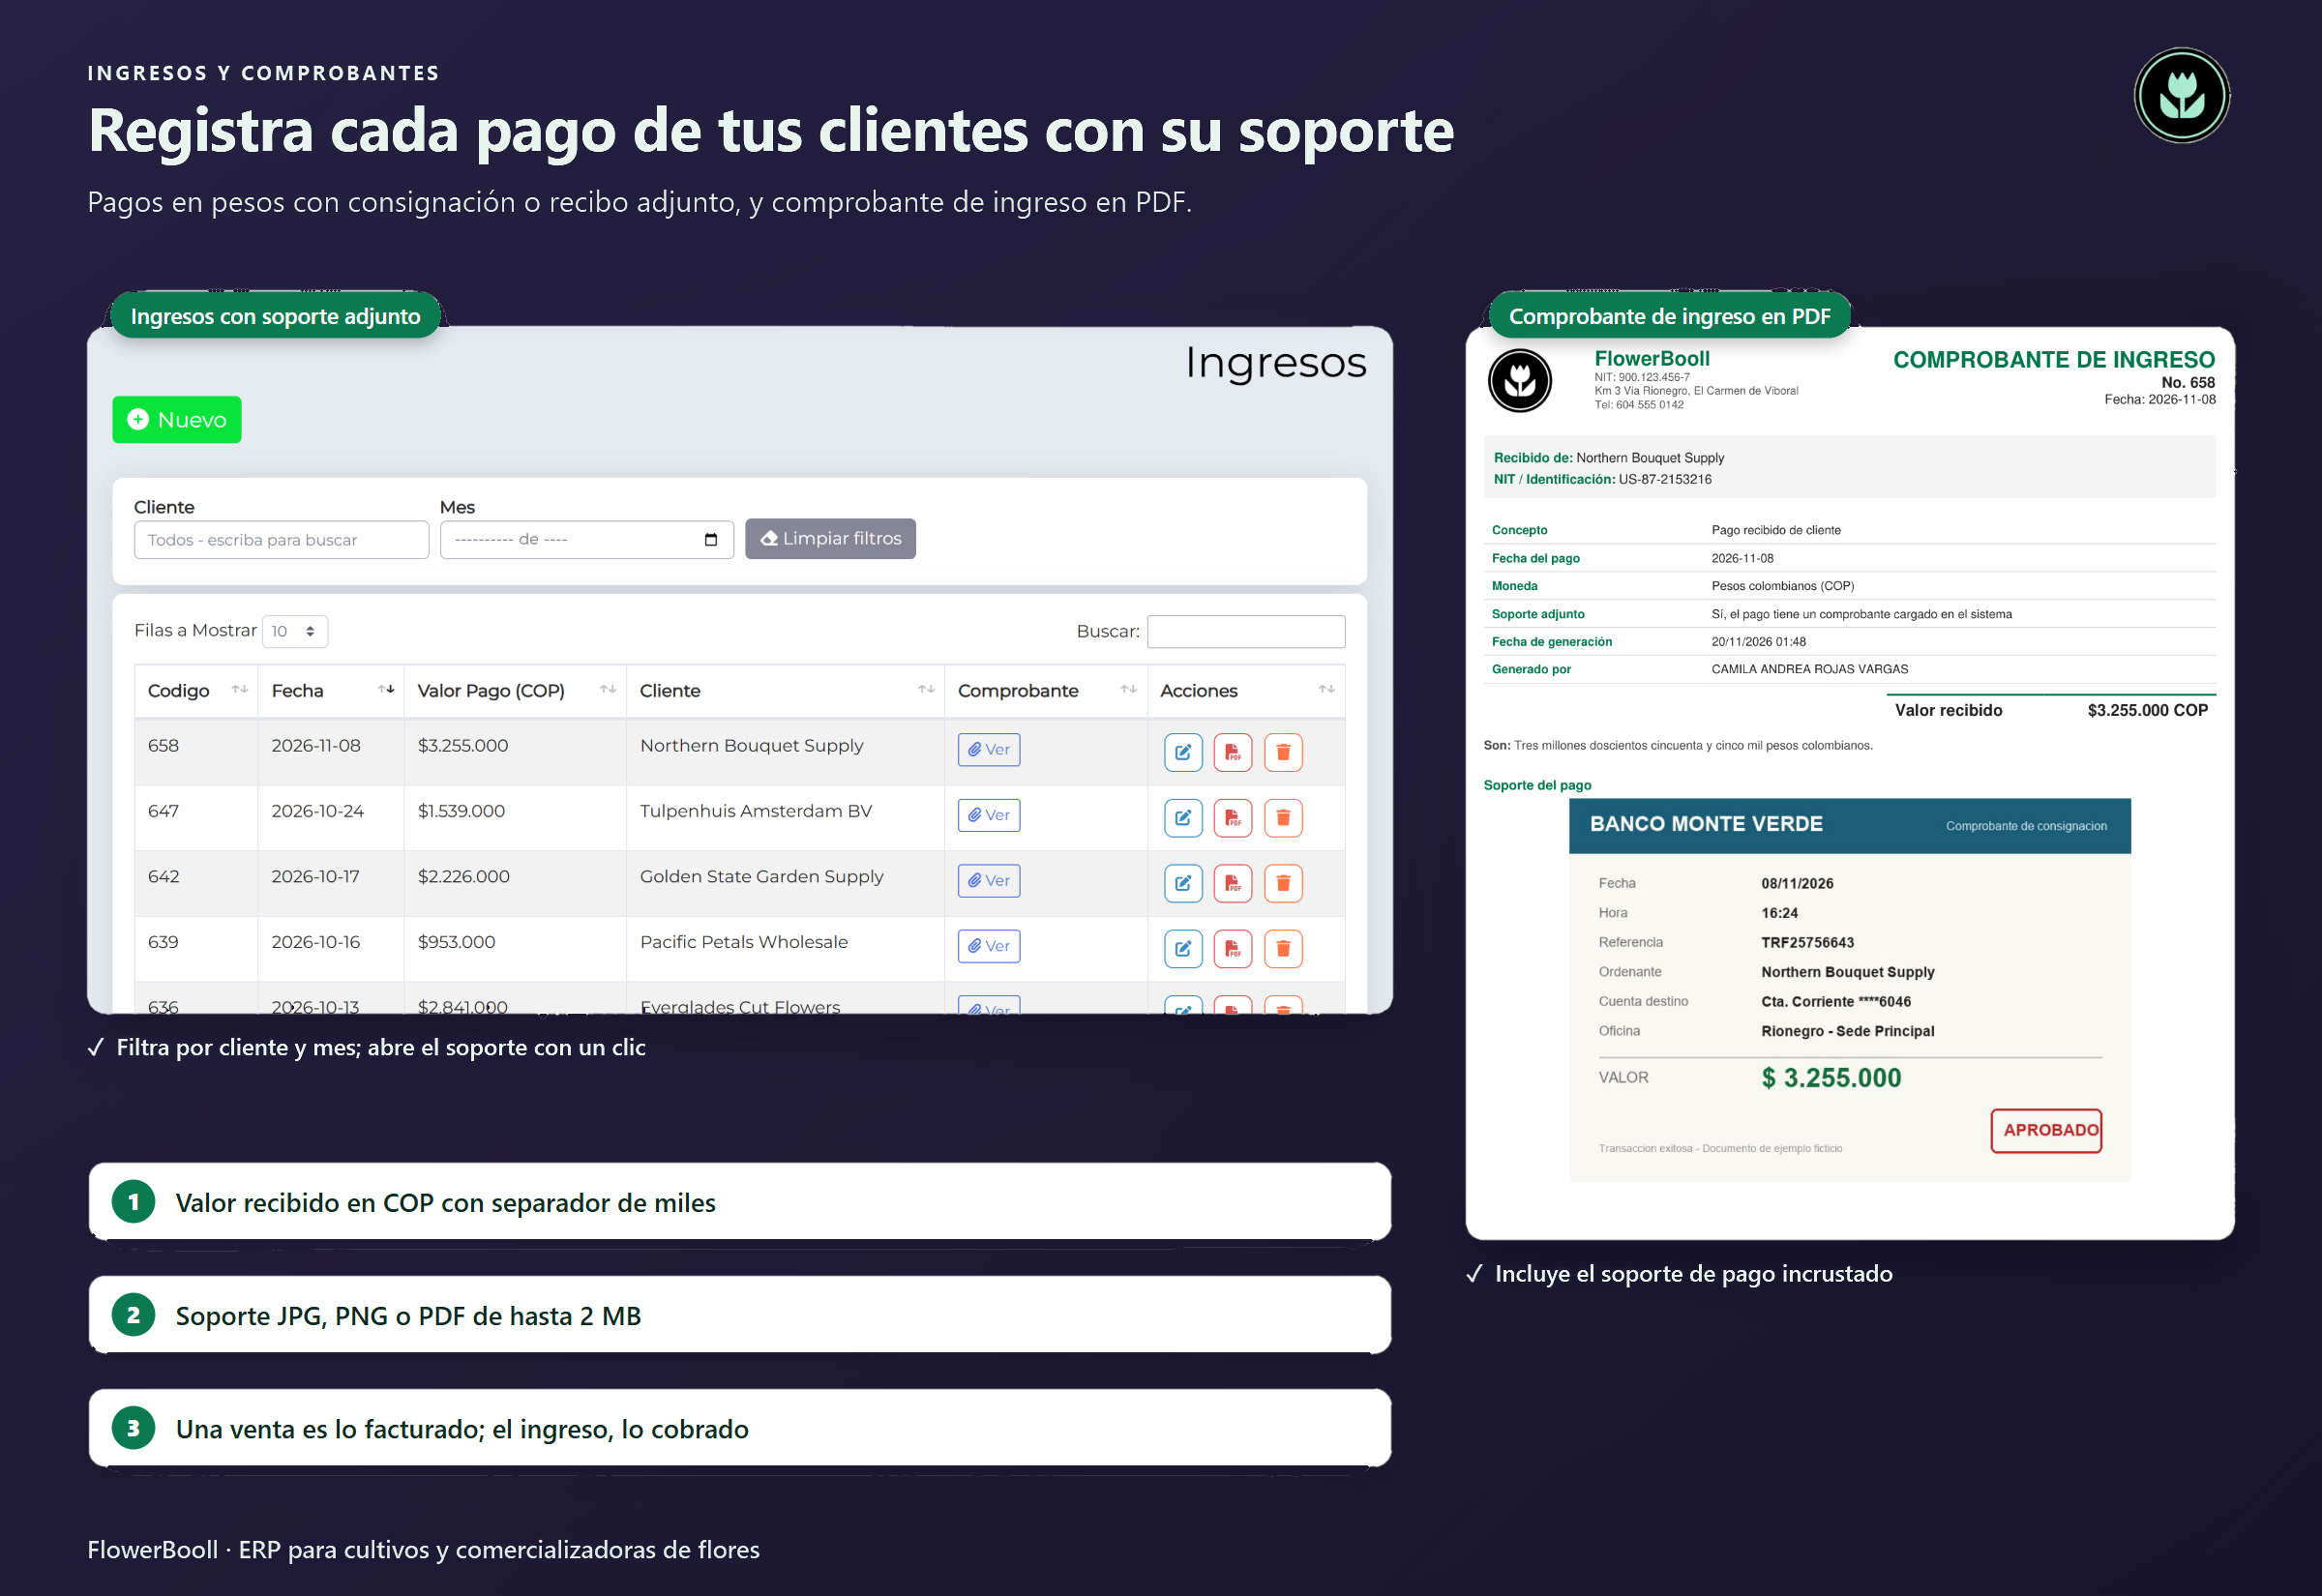 INGRESOS Y COMPROBANTES
Registra cada pago de tus clientes con su soporte
Pagos en pesos con consignación o recibo adjunto, y comprobante de ingreso en PDF.
Ingresos con soporte adjunto
Ingresos
Nuevo
Cliente Mes
Todos - escriba para buscar ---------- de ---- Limpiar filtros
Filas a Mostrar 10 Buscar:
Codigo Fecha Valor Pago (COP) Cliente Comprobante Acciones
658 2026-11-08 $3.255.000 Northern Bouquet Supply Ver PDF
647 2026-10-24 $1.539.000 Tulpenhuis Amsterdam BV Ver PDF
642 2026-10-17 $2.226.000 Golden State Garden Supply Ver PDF
639 2026-10-16 $953.000 Pacific Petals Wholesale Ver PDF
636 2026-10-13 $2.841.000 Everglades Cut Flowers Ver
✓ Filtra por cliente y mes; abre el soporte con un clic
1 Valor recibido en COP con separador de miles
2 Soporte JPG, PNG o PDF de hasta 2 MB
3 Una venta es lo facturado; el ingreso, lo cobrado
Comprobante de ingreso en PDF
FlowerBooll
NIT: 900.123.456-7
Km 3 Via Rionegro, El Carmen de Viboral
Tel: 604 555 0142
COMPROBANTE DE INGRESO
No. 658
Fecha: 2026-11-08
Recibido de: Northern Bouquet Supply
NIT / Identificación: US-87-2153216
Concepto Pago recibido de cliente
Fecha del pago 2026-11-08
Moneda Pesos colombianos (COP)
Soporte adjunto Sí, el pago tiene un comprobante cargado en el sistema
Fecha de generación 20/11/2026 01:48
Generado por CAMILA ANDREA ROJAS VARGAS
Valor recibido $3.255.000 COP
Son: Tres millones doscientos cincuenta y cinco mil pesos colombianos.
Soporte del pago
BANCO MONTE VERDE Comprobante de consignacion
Fecha 08/11/2026
Hora 16:24
Referencia TRF25756643
Ordenante Northern Bouquet Supply
Cuenta destino Cta. Corriente ****6046
Oficina Rionegro - Sede Principal
VALOR $ 3.255.000
APROBADO
Transaccion exitosa - Documento de ejemplo ficticio
✓ Incluye el soporte de pago incrustado
FlowerBooll · ERP para cultivos y comercializadoras de flores